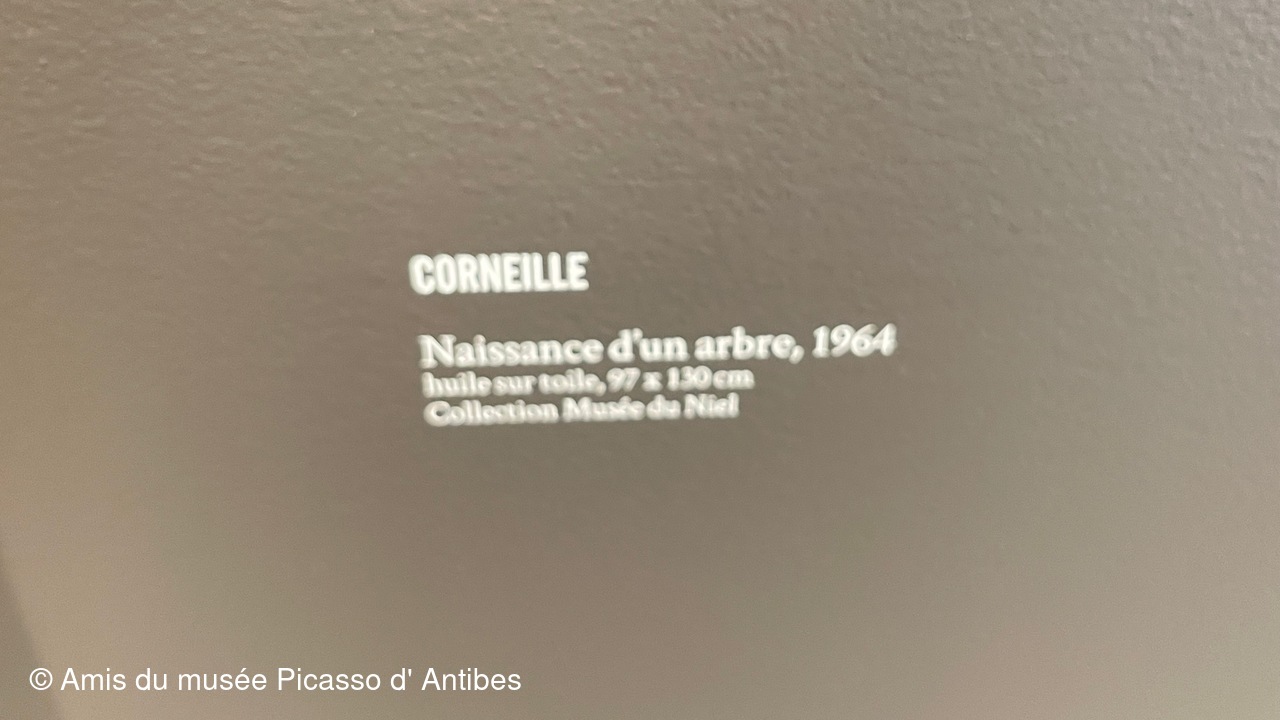 CORNEILLE
Naissance d'un arbre, 1964
huile sur toile, 97 x 130 cm
Collection Musée du Niel
© Amis du musée Picasso d' Antibes